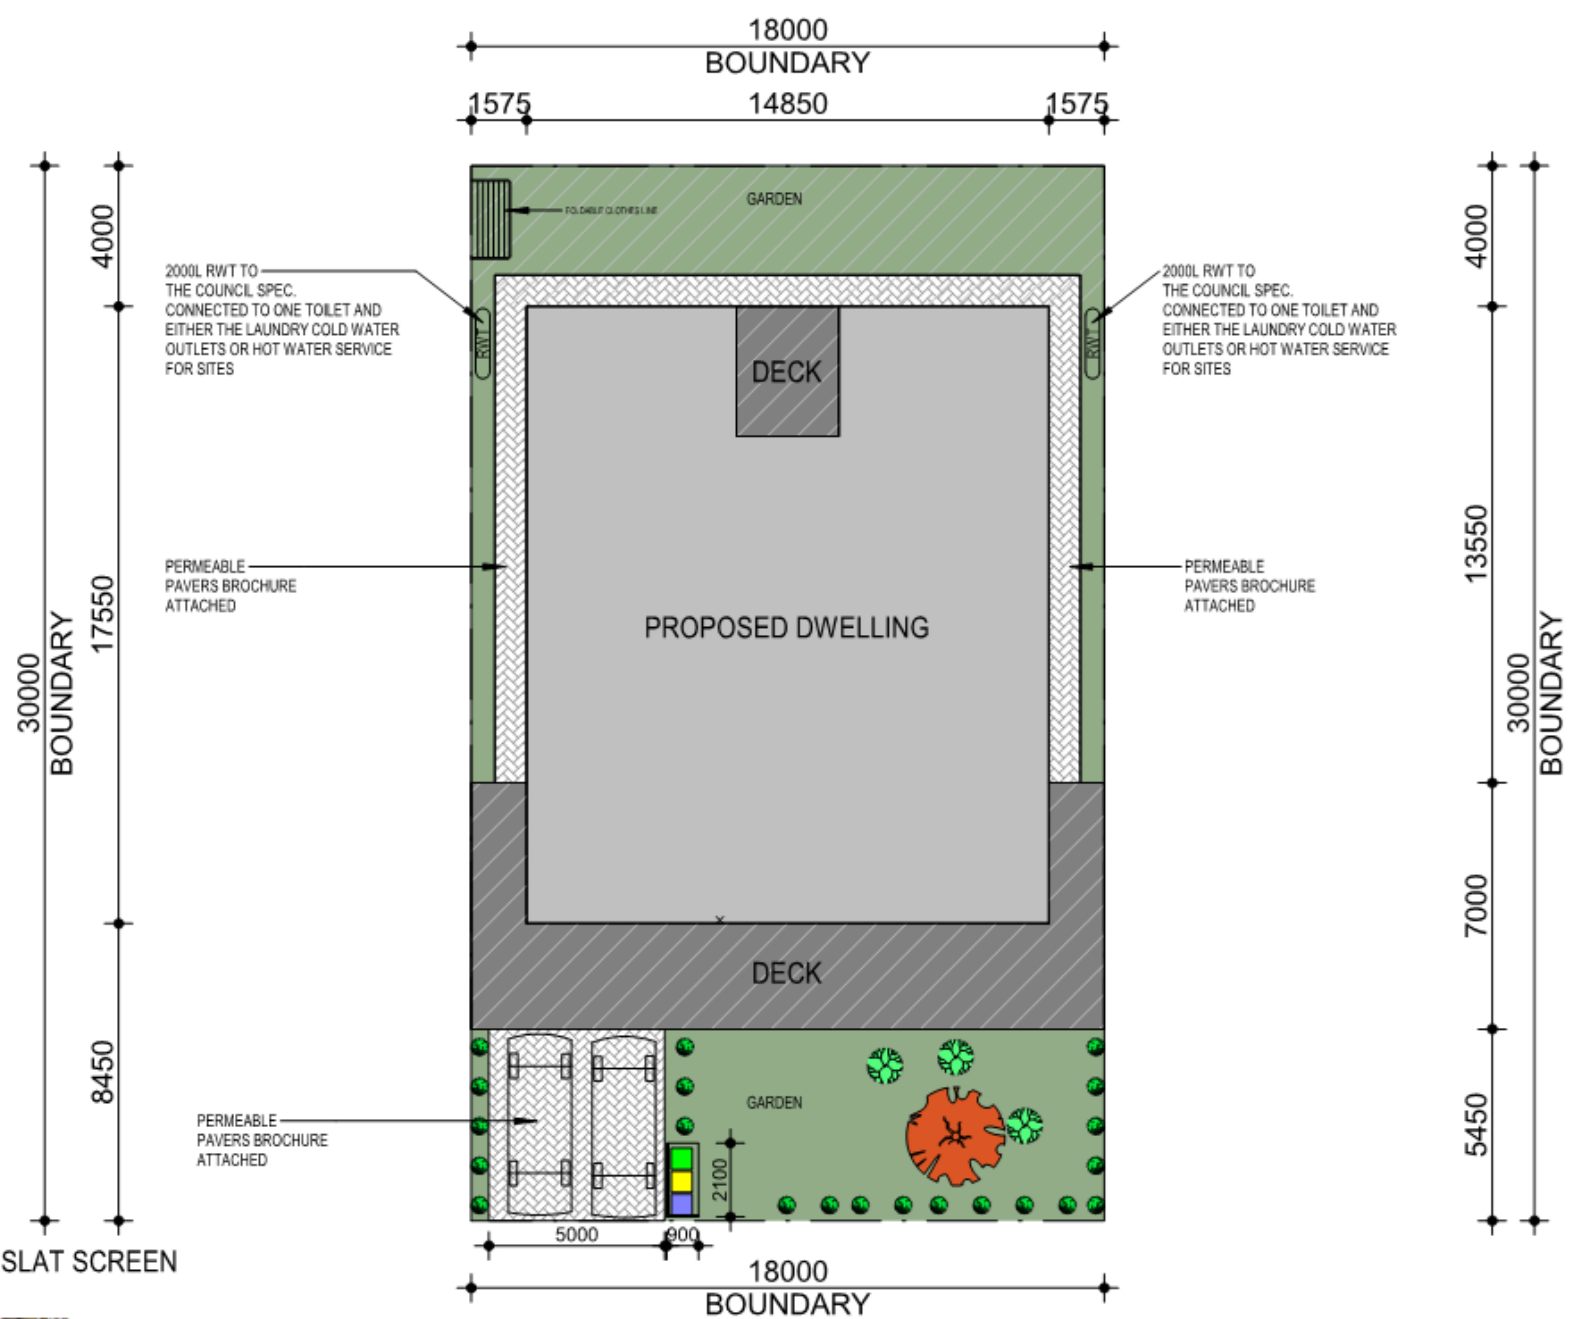 18000
BOUNDARY
1575
14850
1575
GARDEN
FOLDABLE CLOTHES LINE
4000
4000
2000L RWT TO
THE COUNCIL SPEC.
CONNECTED TO ONE TOILET AND
EITHER THE LAUNDRY COLD WATER
OUTLETS OR HOT WATER SERVICE
FOR SITES
RWT
DECK
RWT
2000L RWT TO
THE COUNCIL SPEC.
CONNECTED TO ONE TOILET AND
EITHER THE LAUNDRY COLD WATER
OUTLETS OR HOT WATER SERVICE
FOR SITES
PERMEABLE
PAVERS BROCHURE
ATTACHED
PERMEABLE
PAVERS BROCHURE
ATTACHED
17550
13550
PROPOSED DWELLING
30000
BOUNDARY
30000
BOUNDARY
7000
DECK
8450
5450
GARDEN
PERMEABLE
PAVERS BROCHURE
ATTACHED
2100
5000
900
SLAT SCREEN
18000
BOUNDARY